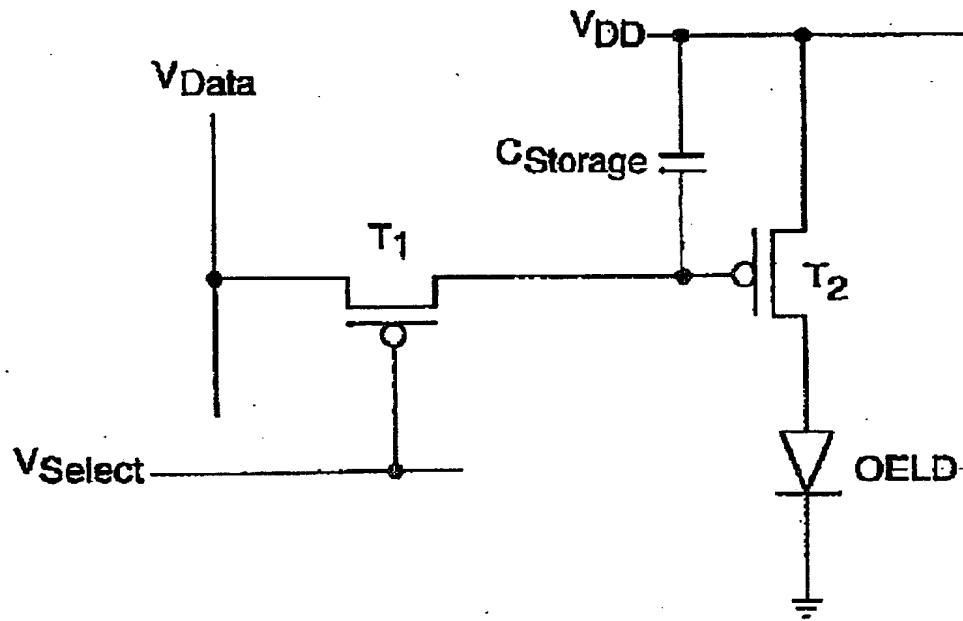 VDD
VData
CStorage
T1
T2
VSelect
OELD